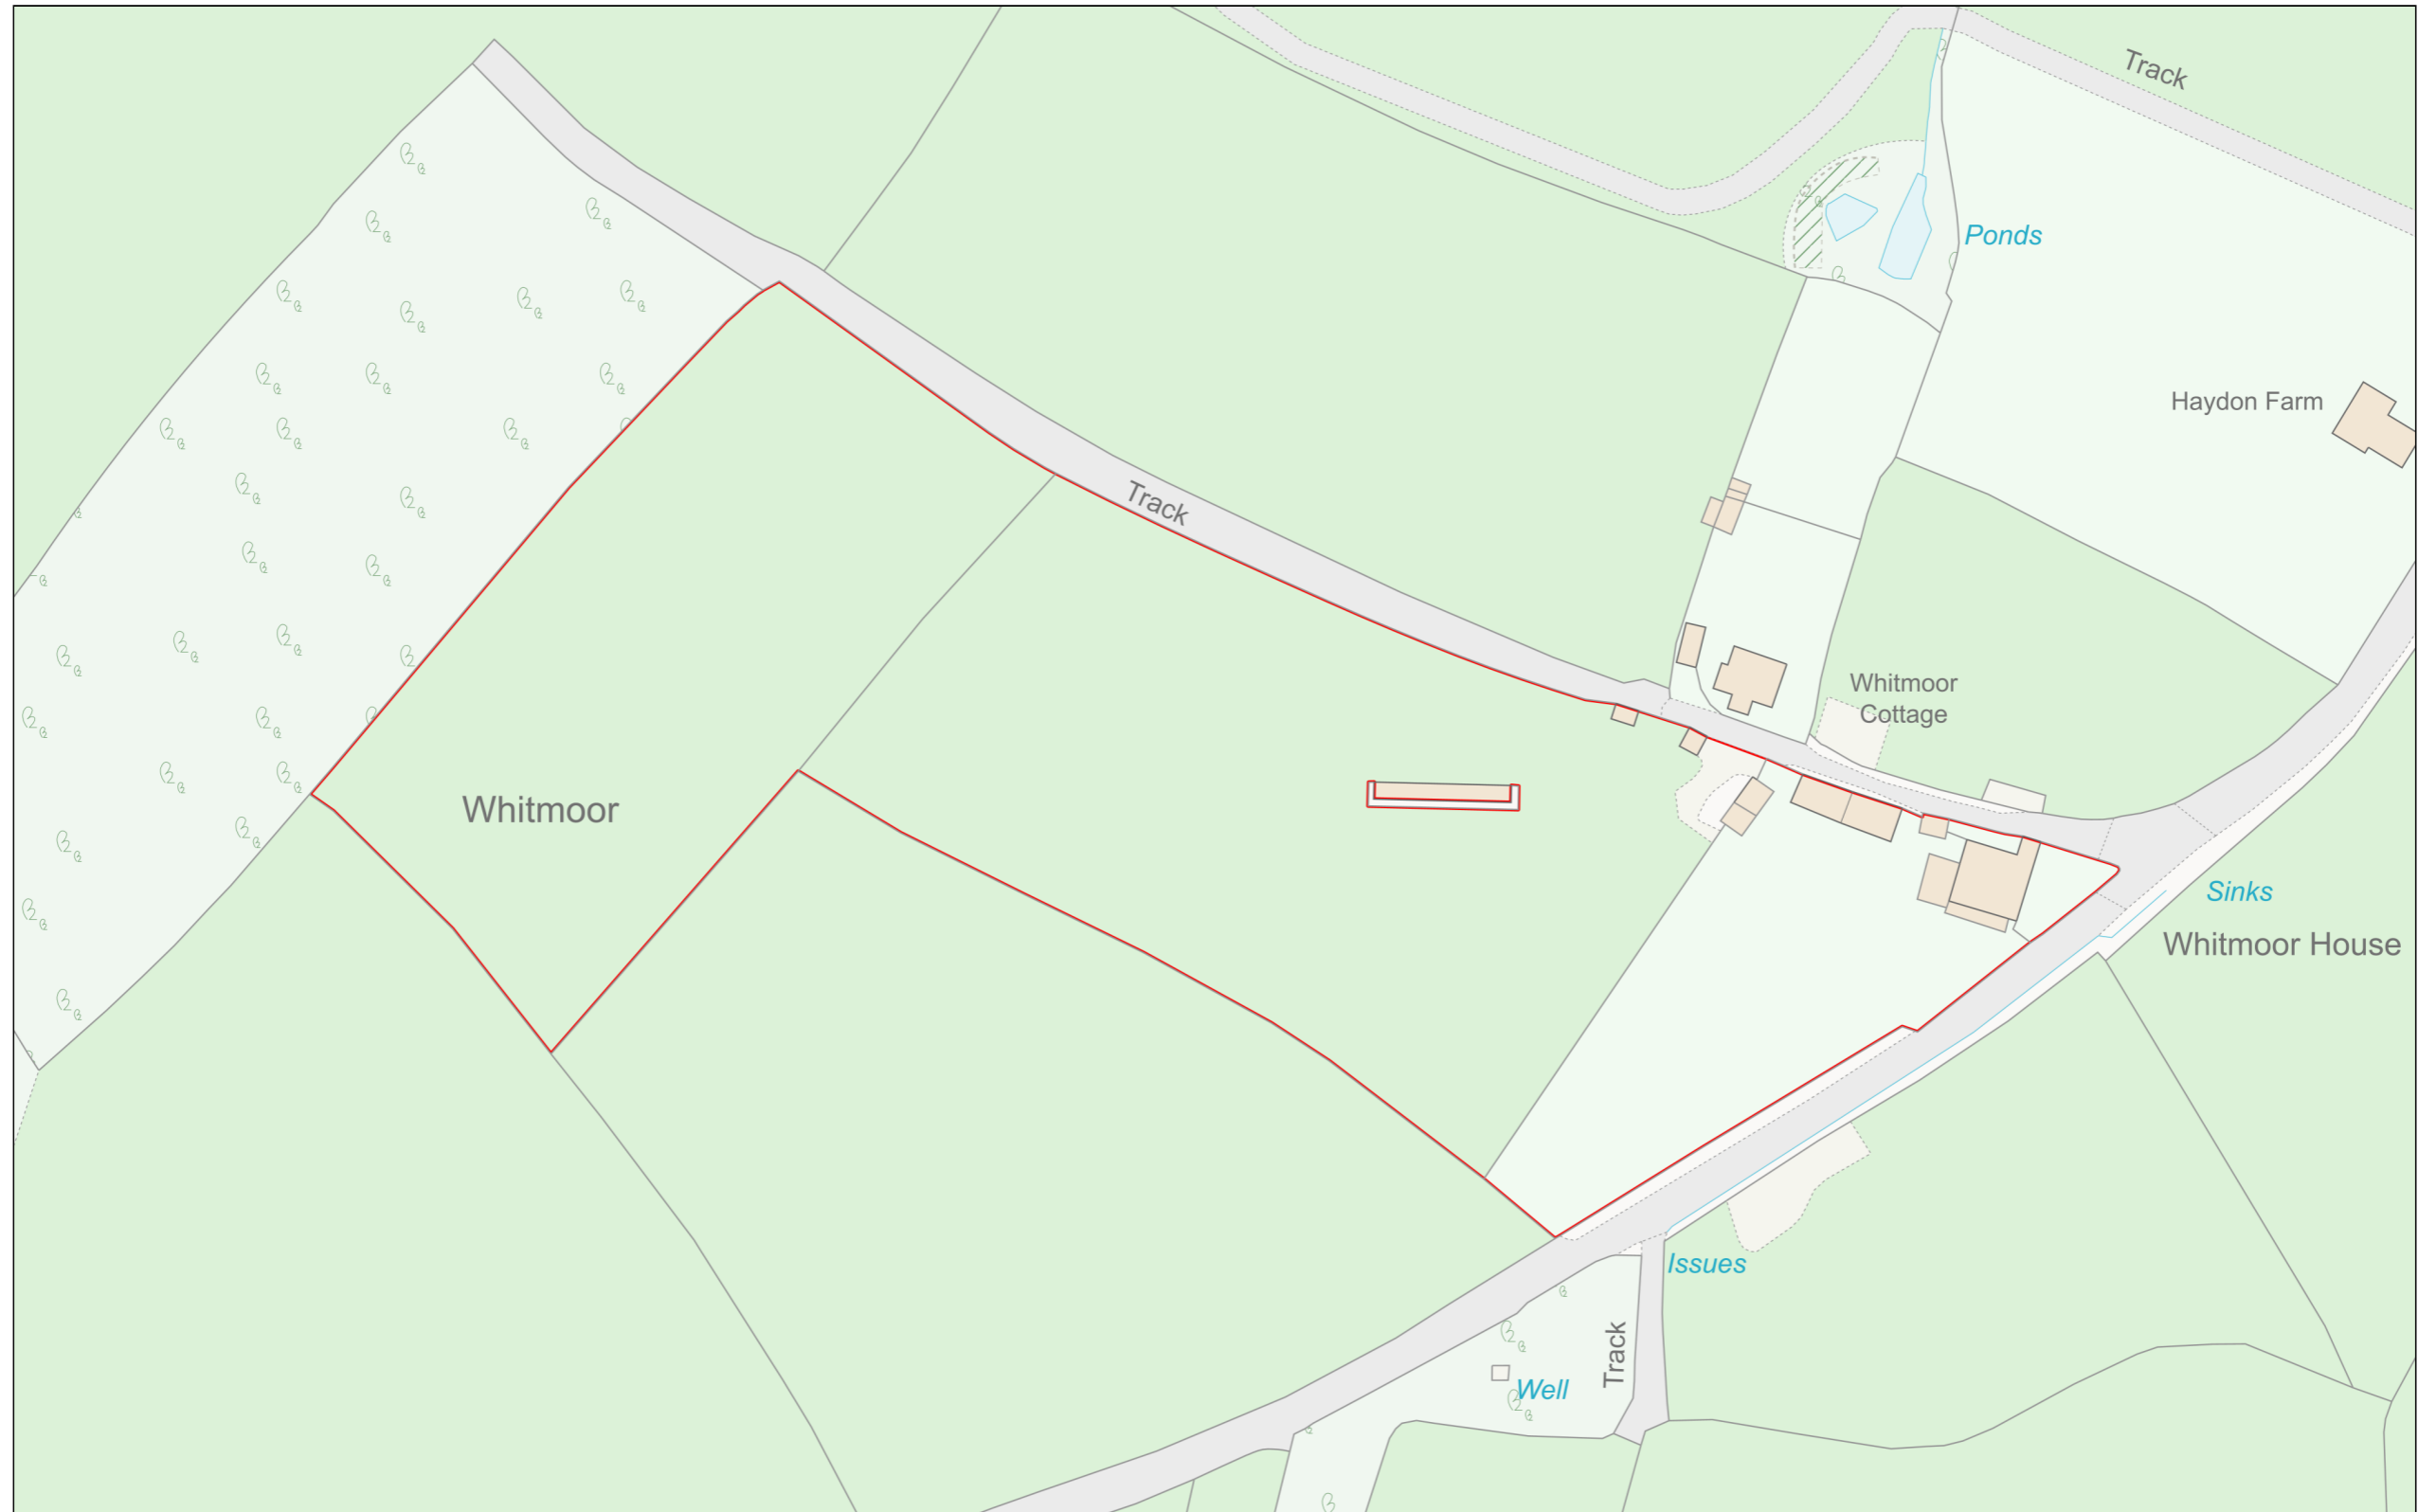 Track
Ponds
Haydon Farm
Track
Whitmoor
Cottage
Whitmoor
Sinks
Whitmoor House
Issues
Track
Well